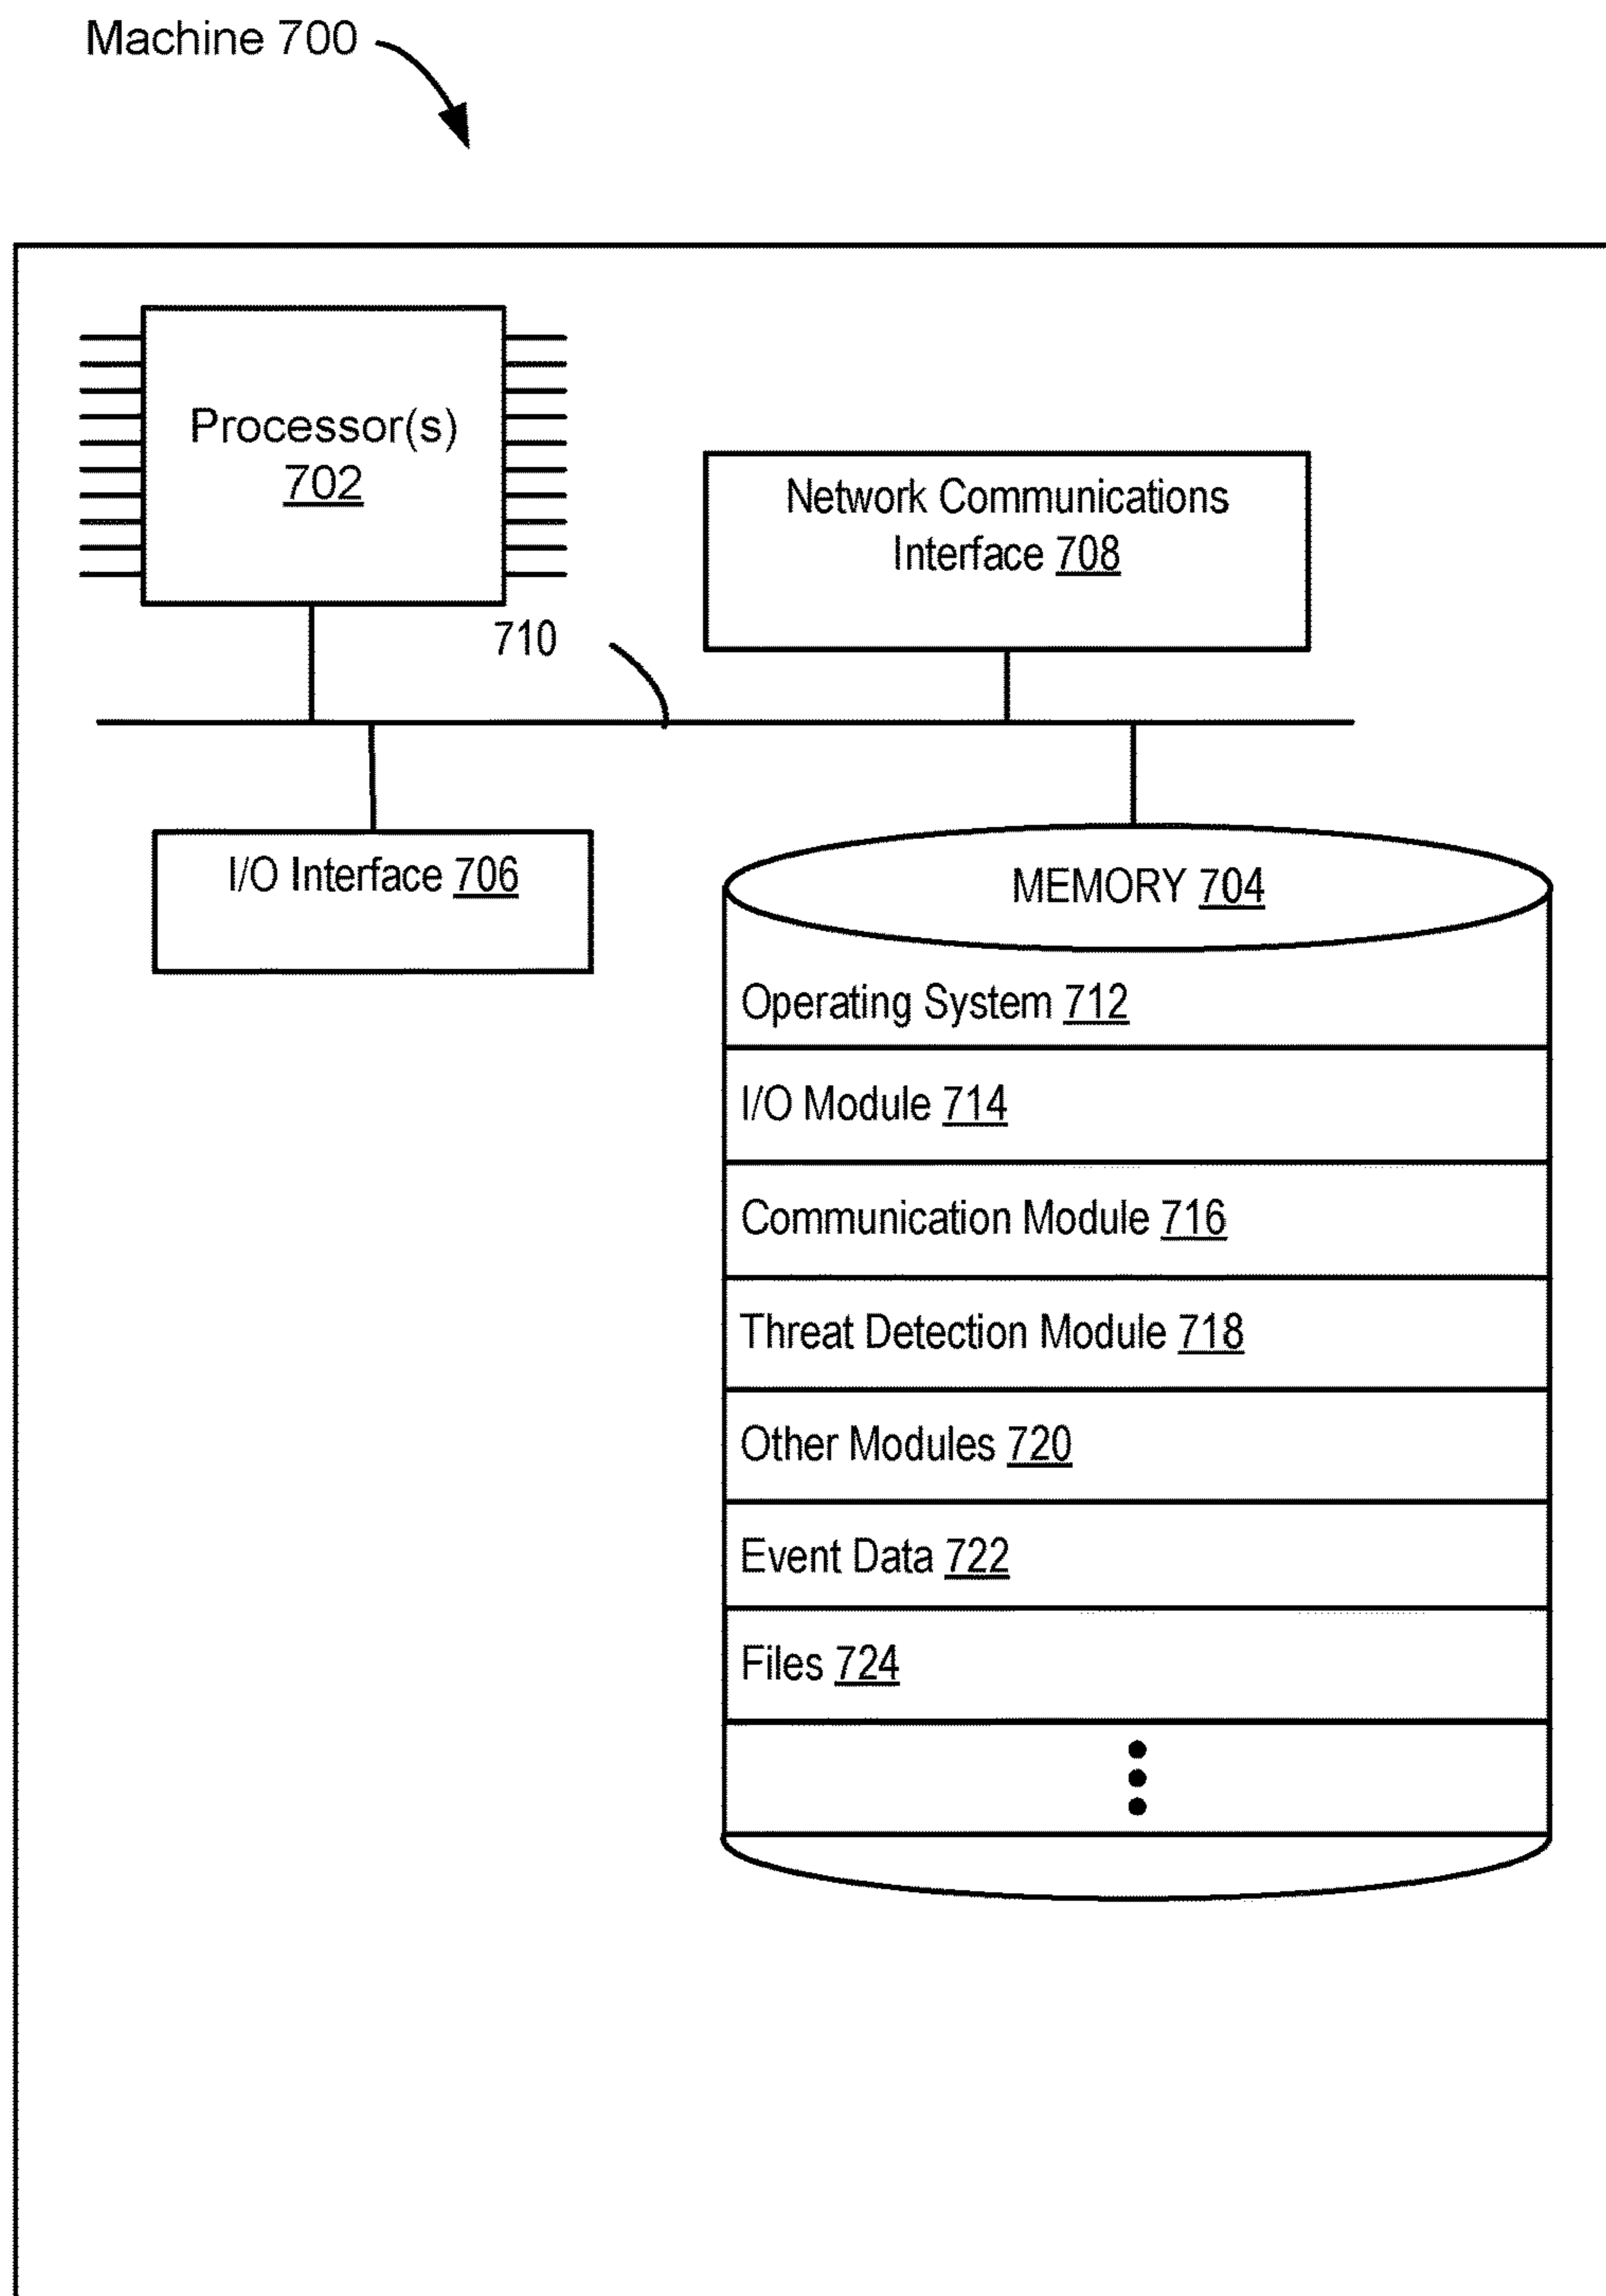 Machine 700
Processor(s)
702
Network Communications
Interface 708
710
I/O Interface 706
MEMORY 704
Operating System 712
I/O Module 714
Communication Module 716
Threat Detection Module 718
Other Modules 720
Event Data 722
Files 724